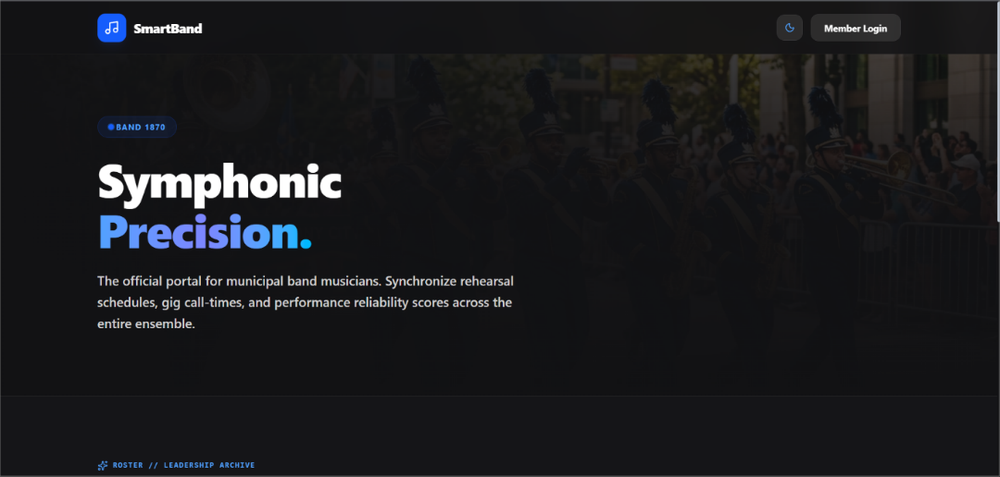 SmartBand
Member Login
BAND 1870
Symphonic
Precision.
The official portal for municipal band musicians. Synchronize rehearsal
schedules, gig call-times, and performance reliability scores across the
entire ensemble.
ROSTER // LEADERSHIP ARCHIVE